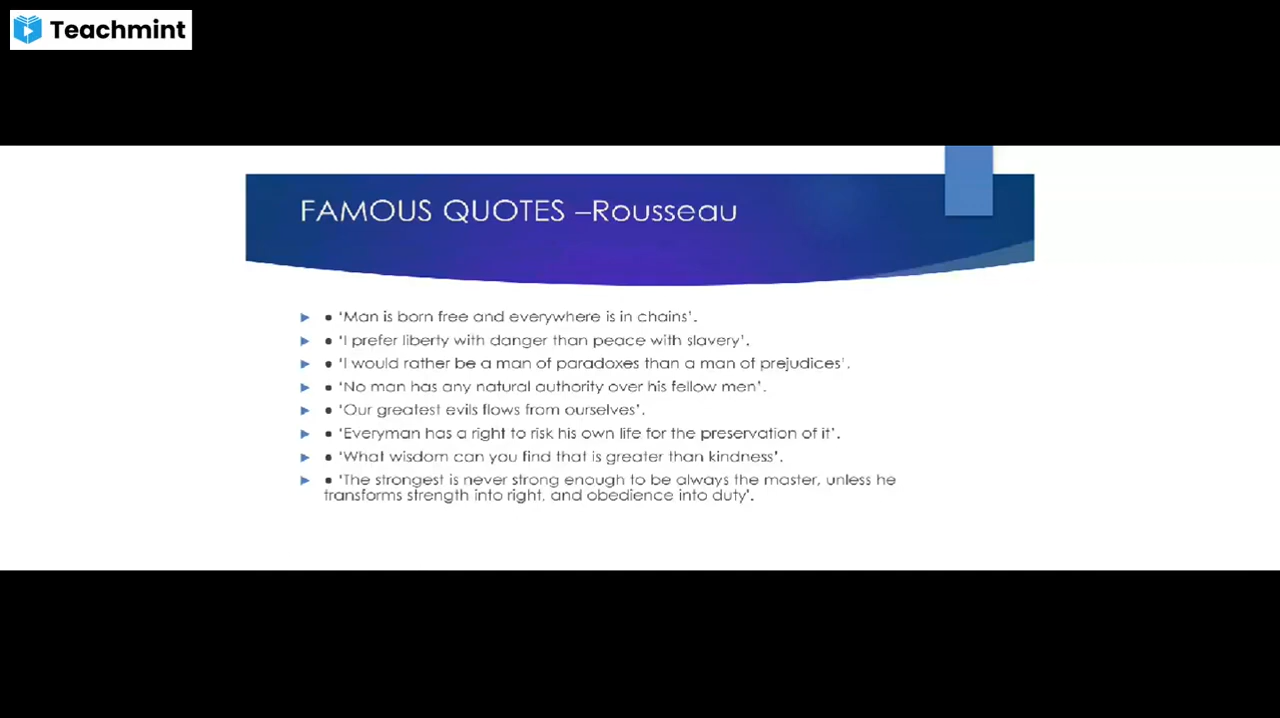 Teachmint
FAMOUS QUOTES –Rousseau
• ‘Man is born free and everywhere is in chains’.
• ‘I prefer liberty with danger than peace with slavery’.
• ‘I would rather be a man of paradoxes than a man of prejudices’.
• ‘No man has any natural authority over his fellow men’.
• ‘Our greatest evils flows from ourselves’.
• ‘Everyman has a right to risk his own life for the preservation of it’.
• ‘What wisdom can you find that is greater than kindness’.
• ‘The strongest is never strong enough to be always the master, unless he
transforms strength into right, and obedience into duty’.